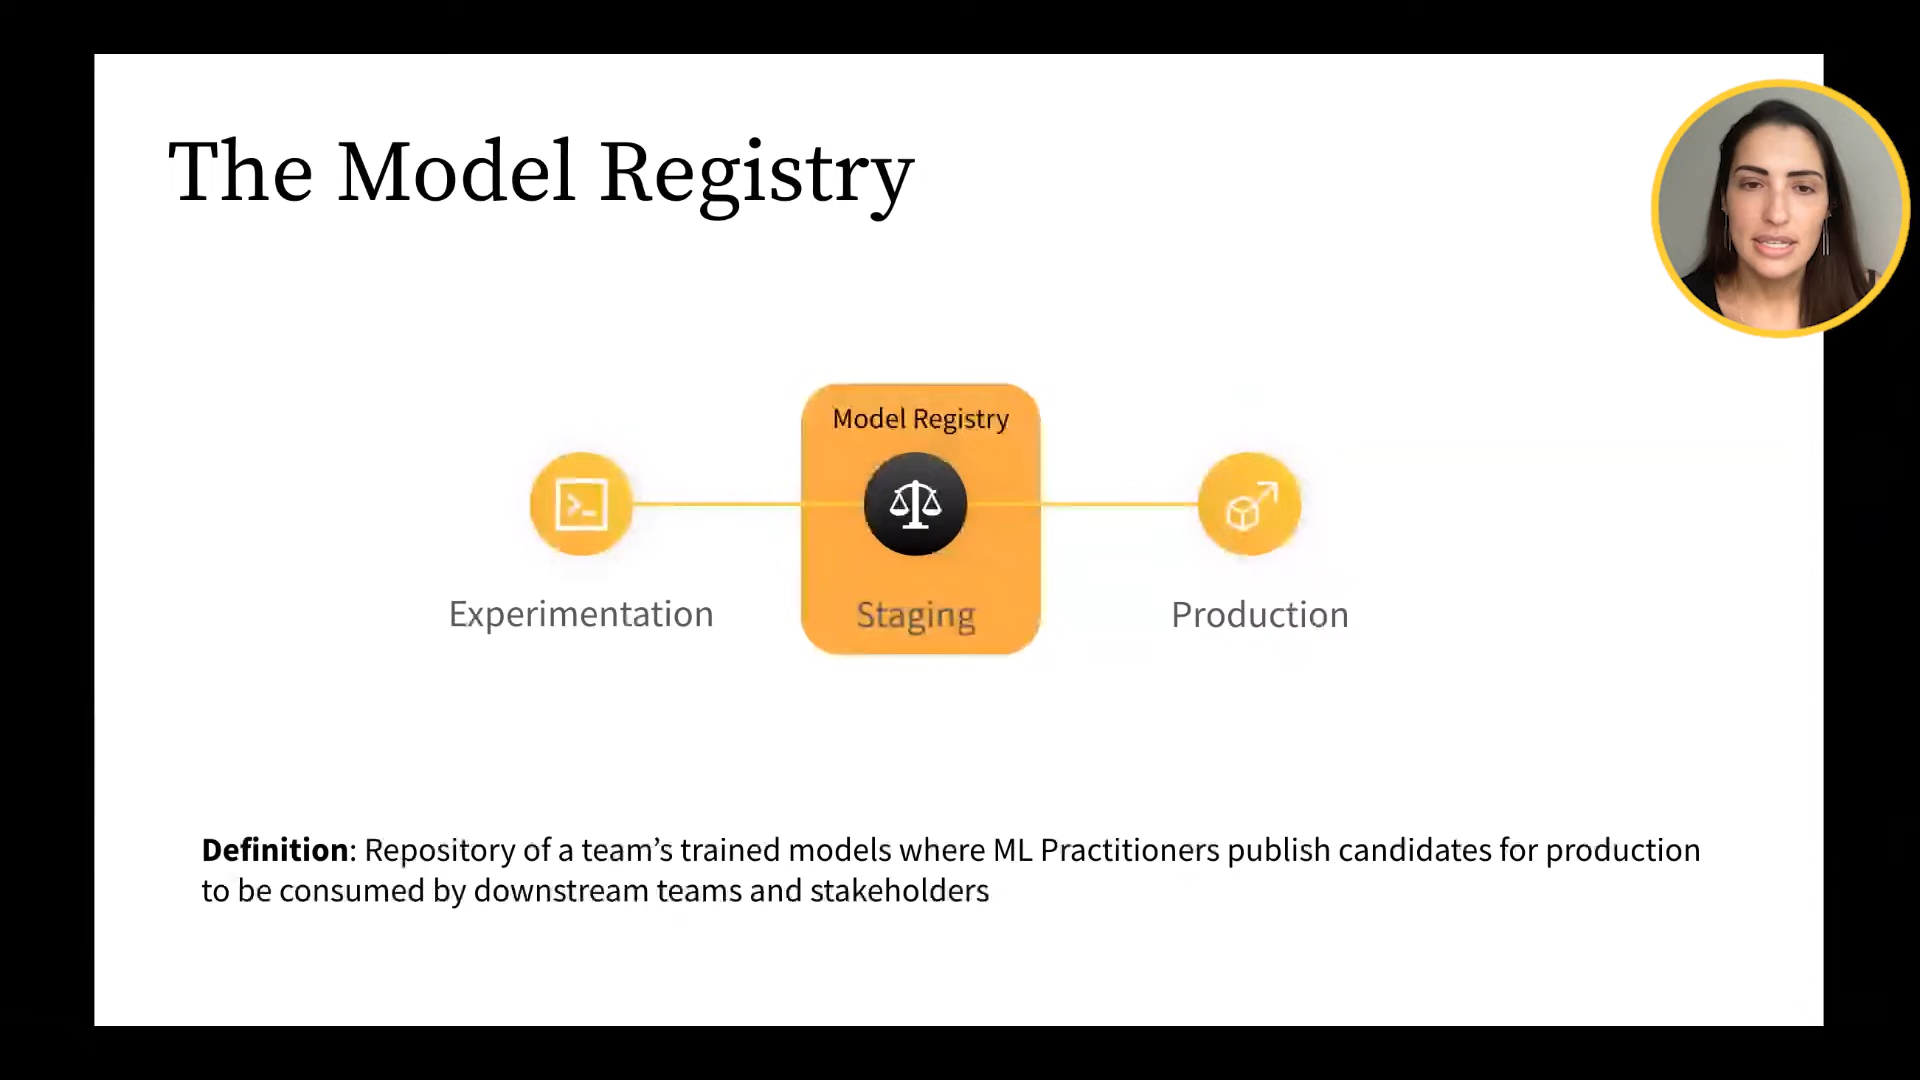 The Model Registry
Model Registry
Experimentation
Staging
Production
Definition: Repository of a team’s trained models where ML Practitioners publish candidates for production
to be consumed by downstream teams and stakeholders